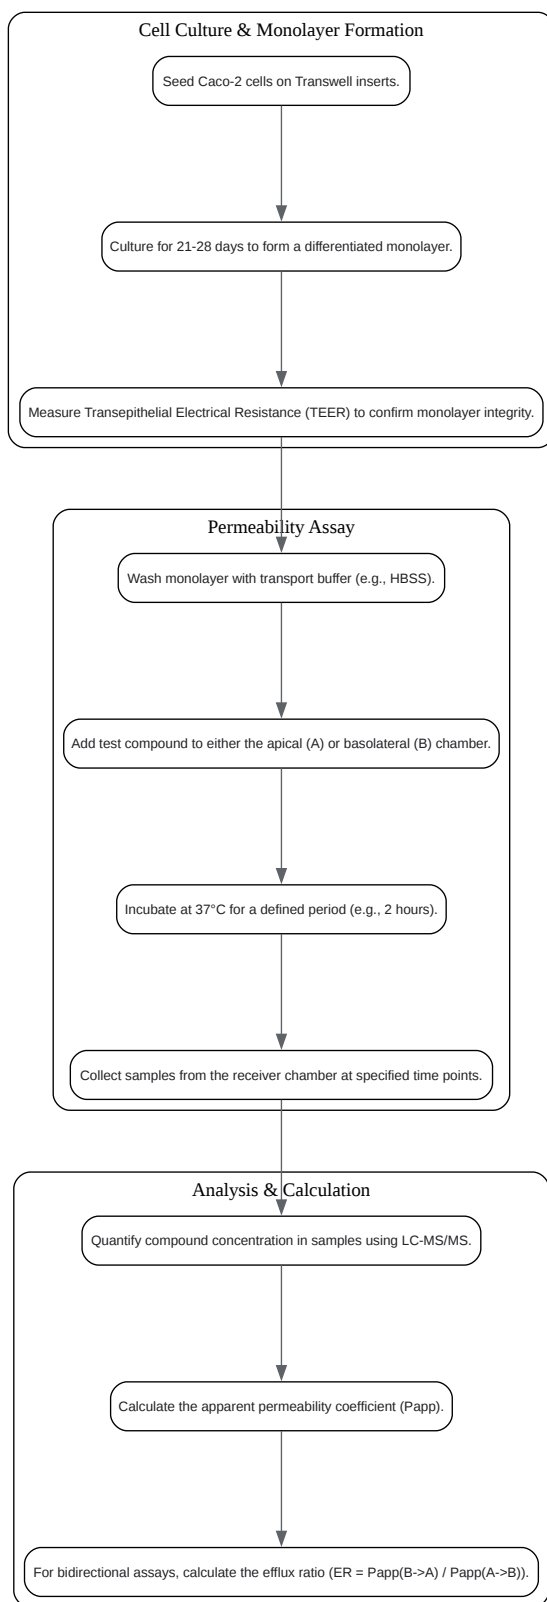 Cell Culture & Monolayer Formation
Seed Caco-2 cells on Transwell inserts.
Culture for 21-28 days to form a differentiated monolayer.
Measure Transepithelial Electrical Resistance (TEER) to confirm monolayer integrity.
Permeability Assay
Wash monolayer with transport buffer (e.g., HBSS).
Add test compound to either the apical (A) or basolateral (B) chamber.
Incubate at 37°C for a defined period (e.g., 2 hours).
Collect samples from the receiver chamber at specified time points.
Analysis & Calculation
Quantify compound concentration in samples using LC-MS/MS.
Calculate the apparent permeability coefficient (Papp).
For bidirectional assays, calculate the efflux ratio (ER = Papp(B->A) / Papp(A->B)).